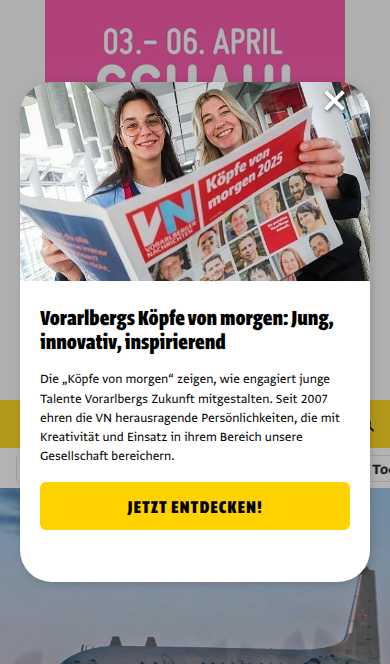 03.– 06. APRIL
Köpfe von
morgen 2025
VN
VORARLBERGER
NACHRICHTEN
Vorarlbergs Köpfe von morgen: Jung,
innovativ, inspirierend
Die „Köpfe von morgen“ zeigen, wie engagiert junge
Talente Vorarlbergs Zukunft mitgestalten. Seit 2007
ehren die VN herausragende Persönlichkeiten, die mit
Kreativität und Einsatz in ihrem Bereich unsere
Gesellschaft bereichern.
JETZT ENTDECKEN!